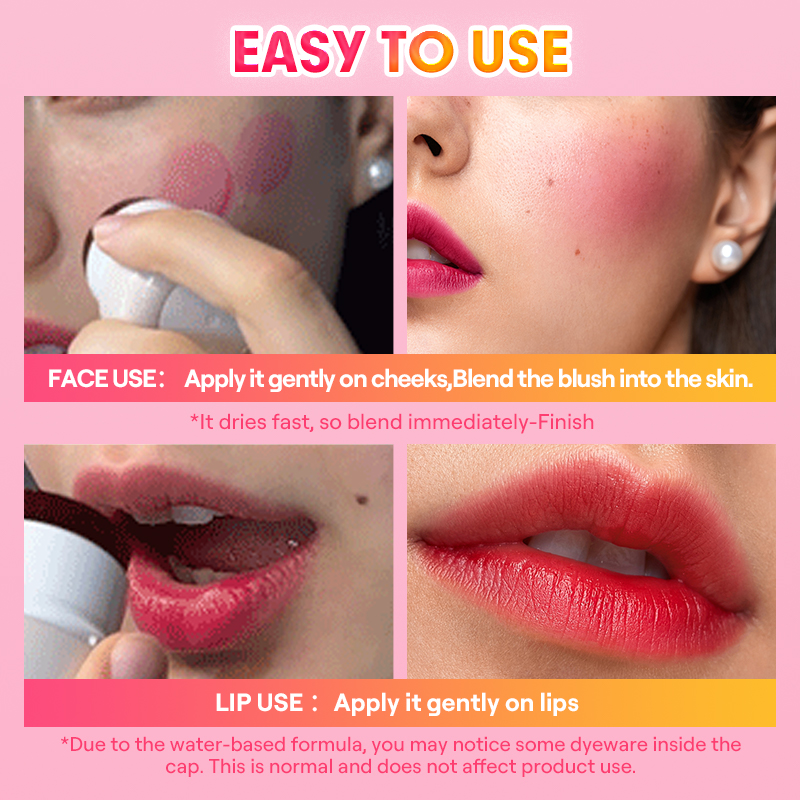 EASY TO USE
FACE USE： Apply it gently on cheeks,Blend the blush into the skin.
*It dries fast, so blend immediately-Finish
LIP USE： Apply it gently on lips
*Due to the water-based formula, you may notice some dyeware inside the
cap. This is normal and does not affect product use.